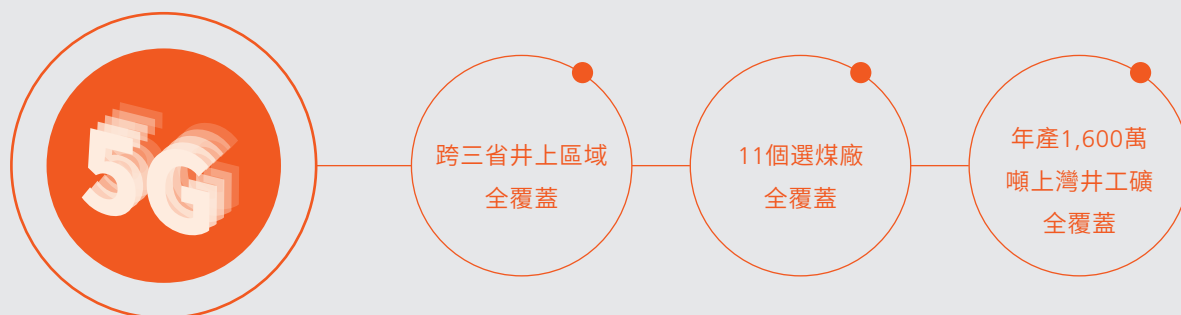 5G
跨三省井上區域
全覆蓋
11個選煤廠
全覆蓋
年產1,600萬
噸上灣井工礦
全覆蓋